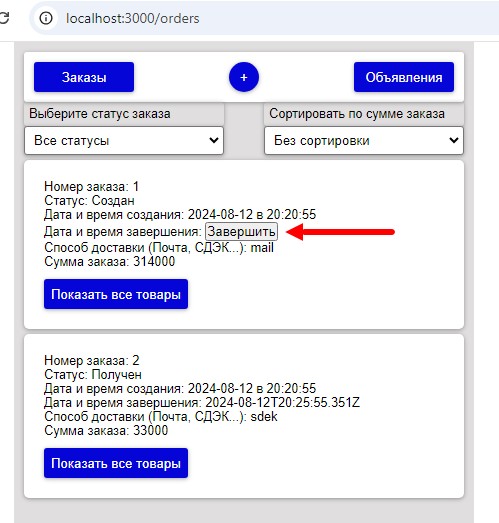 localhost:3000/orders
Заказы
+
Объявления
Выберите статус заказа
Сортировать по сумме заказа
Все статусы
Без сортировки
Номер заказа: 1
Статус: Создан
Дата и время создания: 2024-08-12 в 20:20:55
Дата и время завершения: Завершить
Способ доставки (Почта, СДЭК...): mail
Сумма заказа: 314000
Показать все товары
Номер заказа: 2
Статус: Получен
Дата и время создания: 2024-08-12 в 20:20:55
Дата и время завершения: 2024-08-12T20:25:55.351Z
Способ доставки (Почта, СДЭК...): sdek
Сумма заказа: 33000
Показать все товары